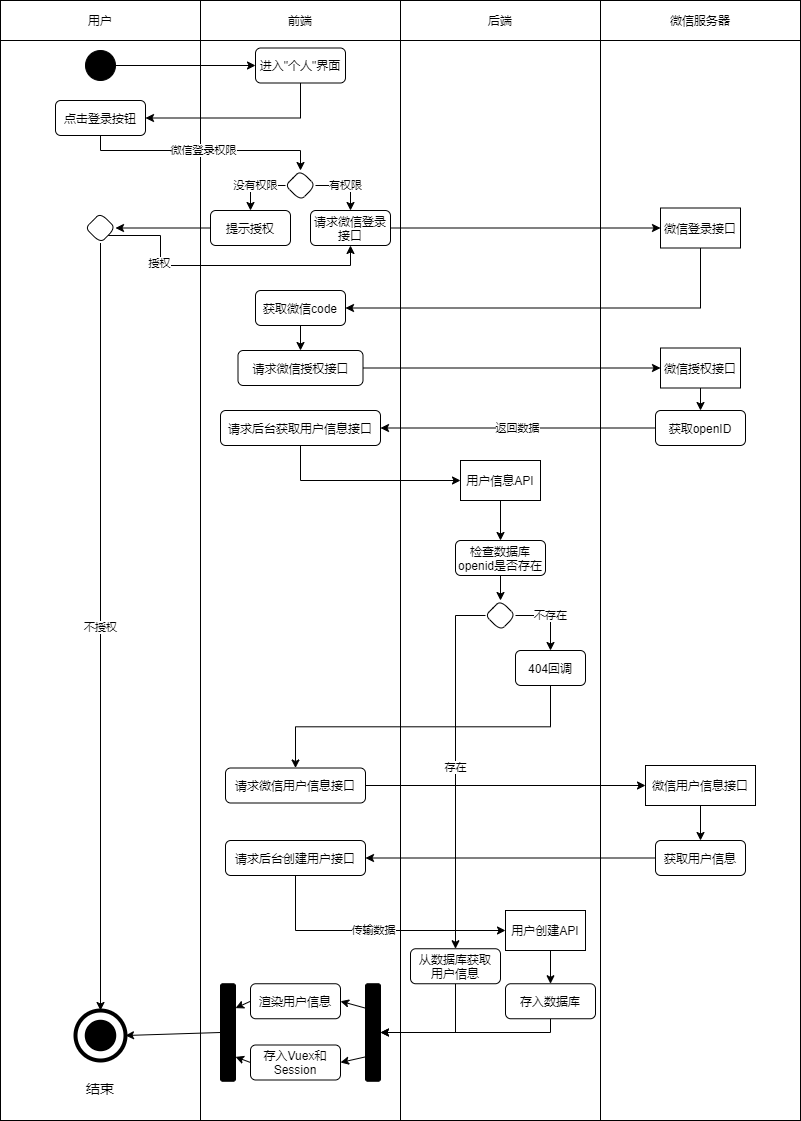 用户
前端
后端
微信服务器
进入"个人"界面
点击登录按钮
微信登录权限
没有权限
有权限
提示授权
请求微信登录
接口
微信登录接口
授权
获取微信code
请求微信授权接口
微信授权接口
请求后台获取用户信息接口
返回数据
获取openID
用户信息API
检查数据库
openid是否存在
不存在
不授权
404回调
存在
请求微信用户信息接口
微信用户信息接口
请求后台创建用户接口
获取用户信息
传输数据
用户创建API
从数据库获取
用户信息
渲染用户信息
存入数据库
存入Vuex和
Session
结束